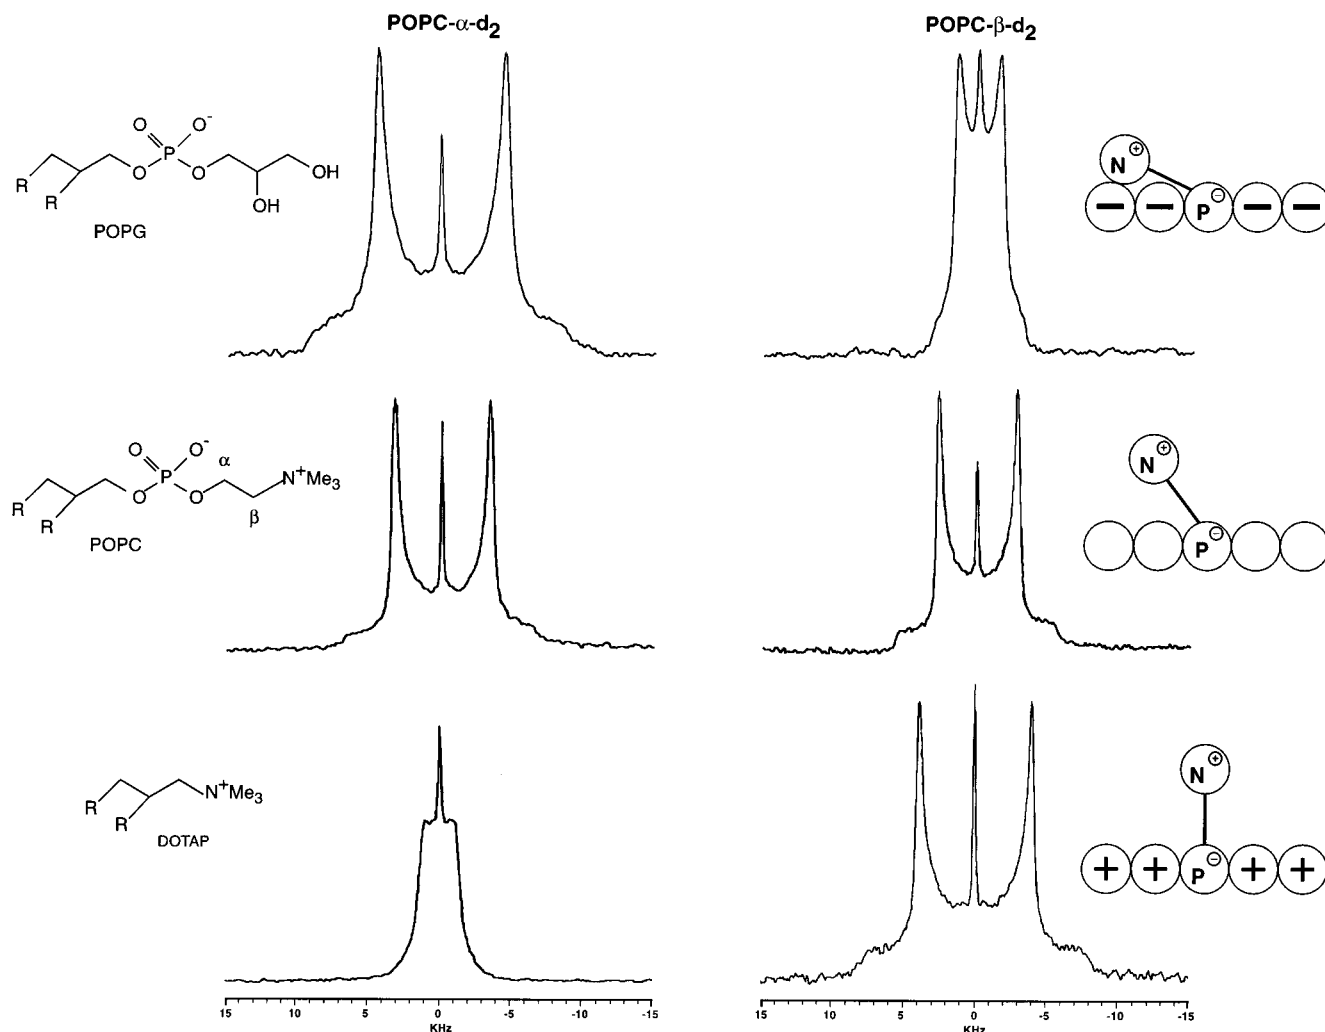 POPC-α-d2
POPC-β-d2
O
O-
P
O
O
OH
OH
R
R
POPG
N⊕
P⊖
O
O-
α
P
N+Me3
O
O
β
R
R
POPC
N⊕
P⊖
N+Me3
R
R
DOTAP
N⊕
+ + P⊖ + +
15 10 5 0 -5 -10 -15
KHz
15 10 5 0 -5 -10 -15
KHz